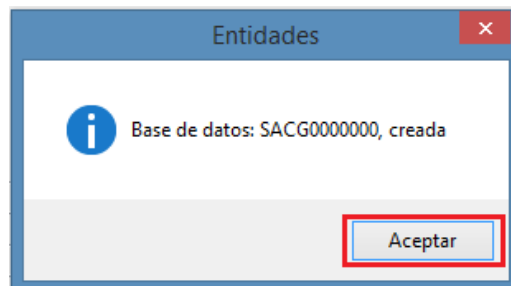 Entidades
Base de datos: SACG0000000, creada
Aceptar